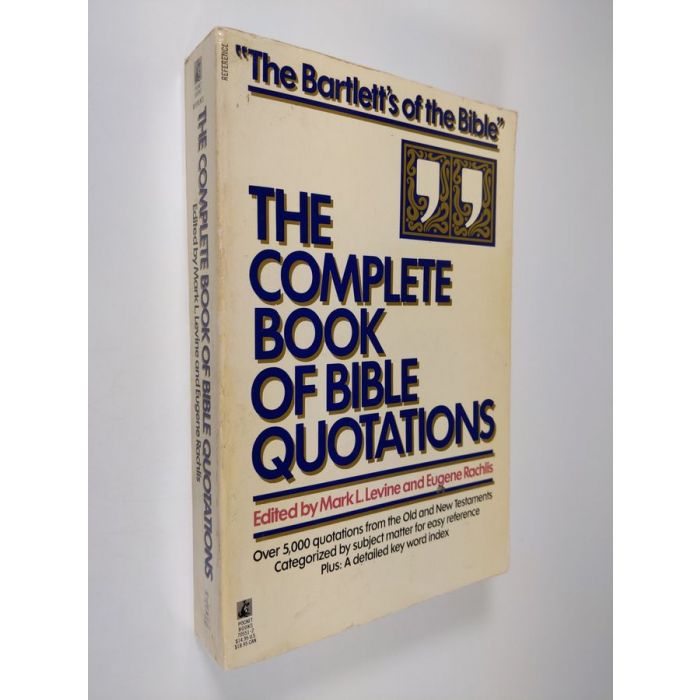 REFERENCE
"The Bartlett's of the Bible"
THE
COMPLETE
BOOK
OF BIBLE
QUOTATIONS
Edited by Mark L. Levine and Eugene Rachlis
Over 5,000 quotations from the Old and New Testaments
Categorized by subject matter for easy reference
Plus: A detailed key word index
POCKET
BOOKS
THE COMPLETE BOOK OF BIBLE QUOTATIONS
Edited by Mark L. Levine and Eugene Rachlis